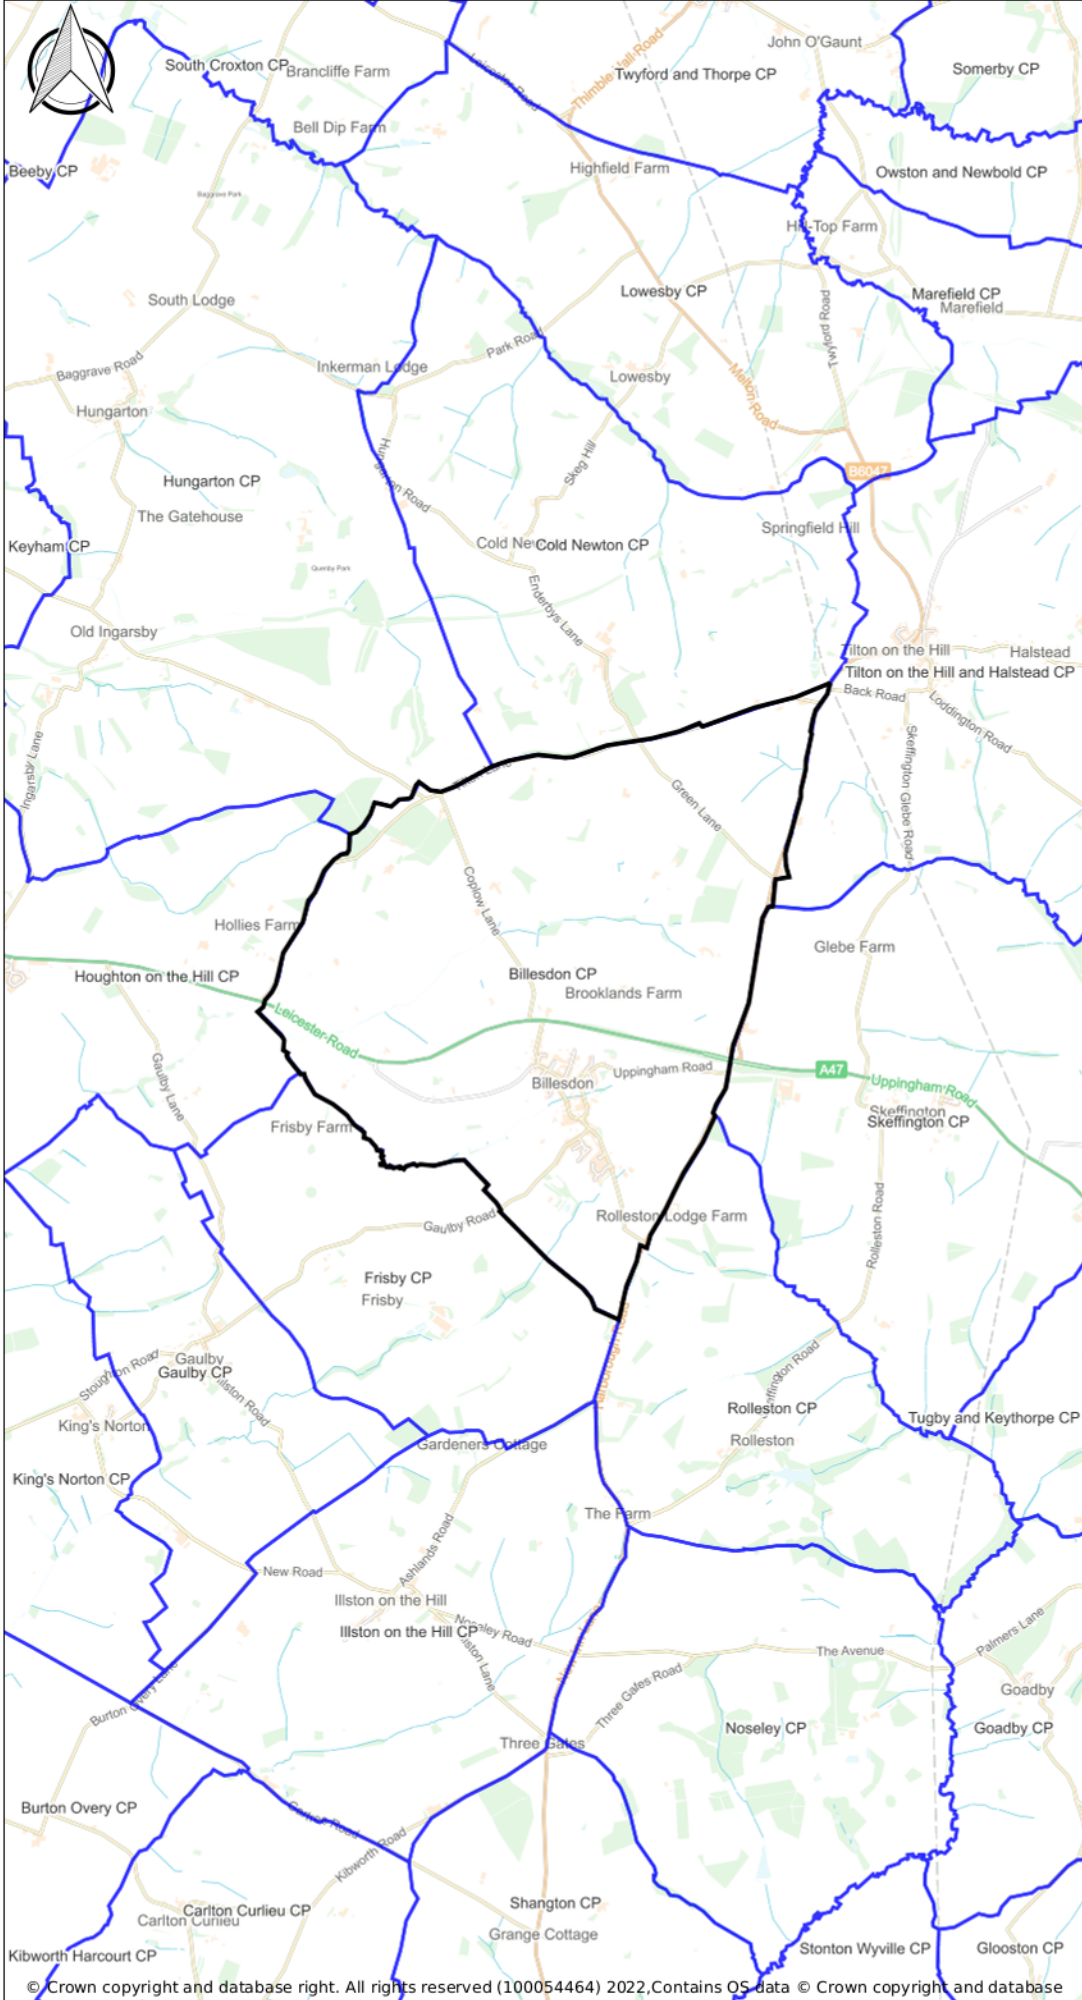 John O'Gaunt
South Croxton CP
Brancliffe Farm
Leicester Road
Thimble Hall Road
Twyford and Thorpe CP
Somerby CP
Bell Dip Farm
Beeby CP
Highfield Farm
Owston and Newbold CP
Baggrave Park
Hill-Top Farm
South Lodge
Lowesby CP
Marefield CP
Marefield
Twyford Road
Park Road
Baggrave Road
Inkerman Lodge
Lowesby
Melton Road
Hungarton
Hungarton Road
Skeg Hill
B6047
Hungarton CP
The Gatehouse
Springfield Hill
Keyham CP
Cold Newton CP
Quenby Park
Enderbys Lane
Old Ingarsby
Tilton on the Hill
Halstead
Tilton on the Hill and Halstead CP
Back Road
Loddington Road
Ingarsby Lane
Skeffington Glebe Road
Green Lane
Coplow Lane
Hollies Farm
Glebe Farm
Houghton on the Hill CP
Billesdon CP
Brooklands Farm
Leicester Road
Gaulby Lane
Uppingham Road
A47
Billesdon
Uppingham Road
Skeffington
Skeffington CP
Frisby Farm
Rolleston Lodge Farm
Gaulby Road
Rolleston Road
Frisby CP
Frisby
Harborough Road
Stoughton Road
Gaulby
Gaulby CP
Illston Road
Skeffington Road
Rolleston CP
Tugby and Keythorpe CP
King's Norton
Gardeners Cottage
Rolleston
King's Norton CP
The Farm
Ashlands Road
New Road
Illston on the Hill
Illston on the Hill CP
Noseley Road
Palmers Lane
The Avenue
Three Gates Road
Burton Overy Lane
Goadby
Noseley CP
Goadby CP
Three Gates
Burton Overy CP
Kibworth Road
Carlton Curlieu CP
Carlton Curlieu
Shangton CP
Grange Cottage
Kibworth Harcourt CP
Stonton Wyville CP
Glooston CP
© Crown copyright and database right. All rights reserved (100054464) 2022,Contains OS data © Crown copyright and database